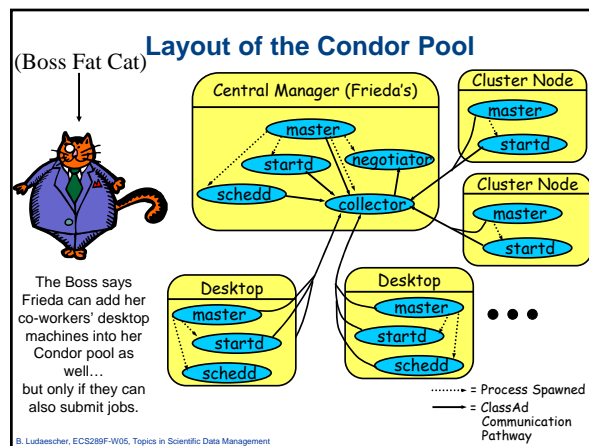 Layout of the Condor Pool
(Boss Fat Cat)
Central Manager (Frieda's)
master
startd
negotiator
schedd
collector
Cluster Node
master
startd
Cluster Node
master
startd
Desktop
master
startd
schedd
Desktop
master
startd
schedd
The Boss says
Frieda can add her
co-workers' desktop
machines into her
Condor pool as
well…
but only if they can
also submit jobs.
= Process Spawned
= ClassAd
Communication
Pathway
B. Ludaescher, ECS289F-W05, Topics in Scientific Data Management